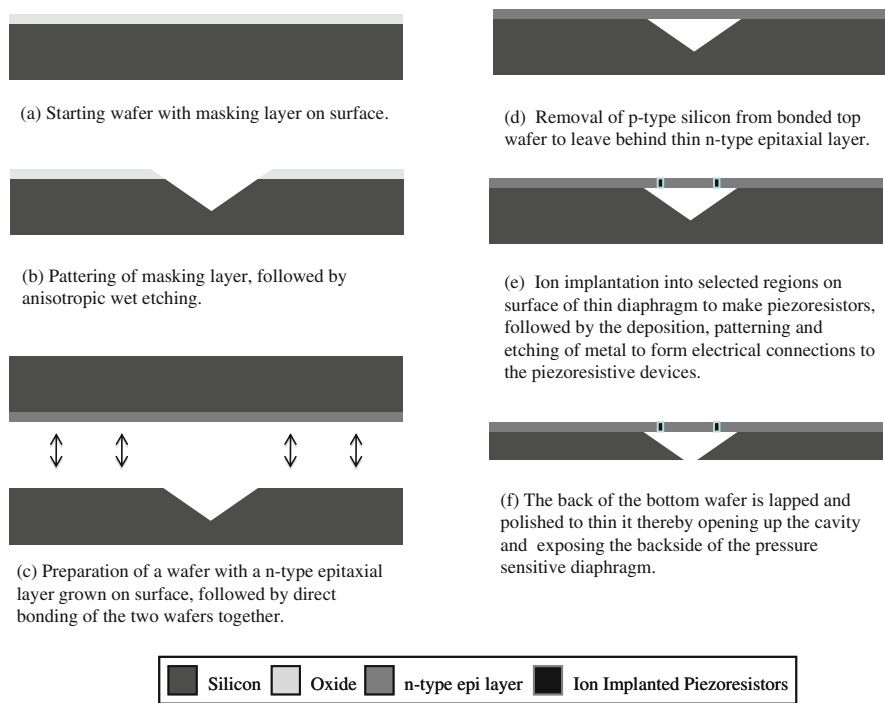 (a) Starting wafer with masking layer on surface.
(b) Pattering of masking layer, followed by
anisotropic wet etching.
(c) Preparation of a wafer with a n-type epitaxial
layer grown on surface, followed by direct
bonding of the two wafers together.
(d) Removal of p-type silicon from bonded top
wafer to leave behind thin n-type epitaxial layer.
(e) Ion implantation into selected regions on
surface of thin diaphragm to make piezoresistors,
followed by the deposition, patterning and
etching of metal to form electrical connections to
the piezoresistive devices.
(f) The back of the bottom wafer is lapped and
polished to thin it thereby opening up the cavity
and exposing the backside of the pressure
sensitive diaphragm.
Silicon Oxide n-type epi layer Ion Implanted Piezoresistors